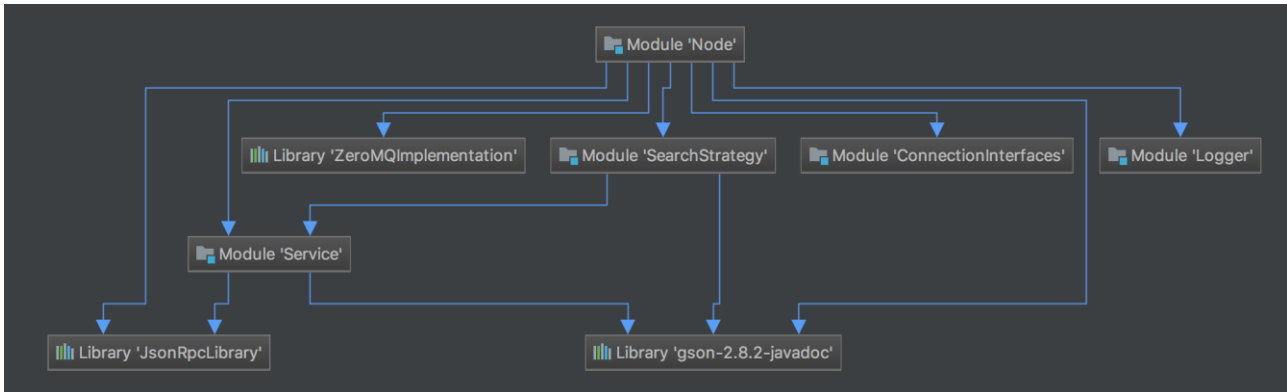 Module 'Node'
Library 'ZeroMQImplementation'
Module 'SearchStrategy'
Module 'ConnectionInterfaces'
Module 'Logger'
Module 'Service'
Library 'JsonRpcLibrary'
Library 'gson-2.8.2-javadoc'